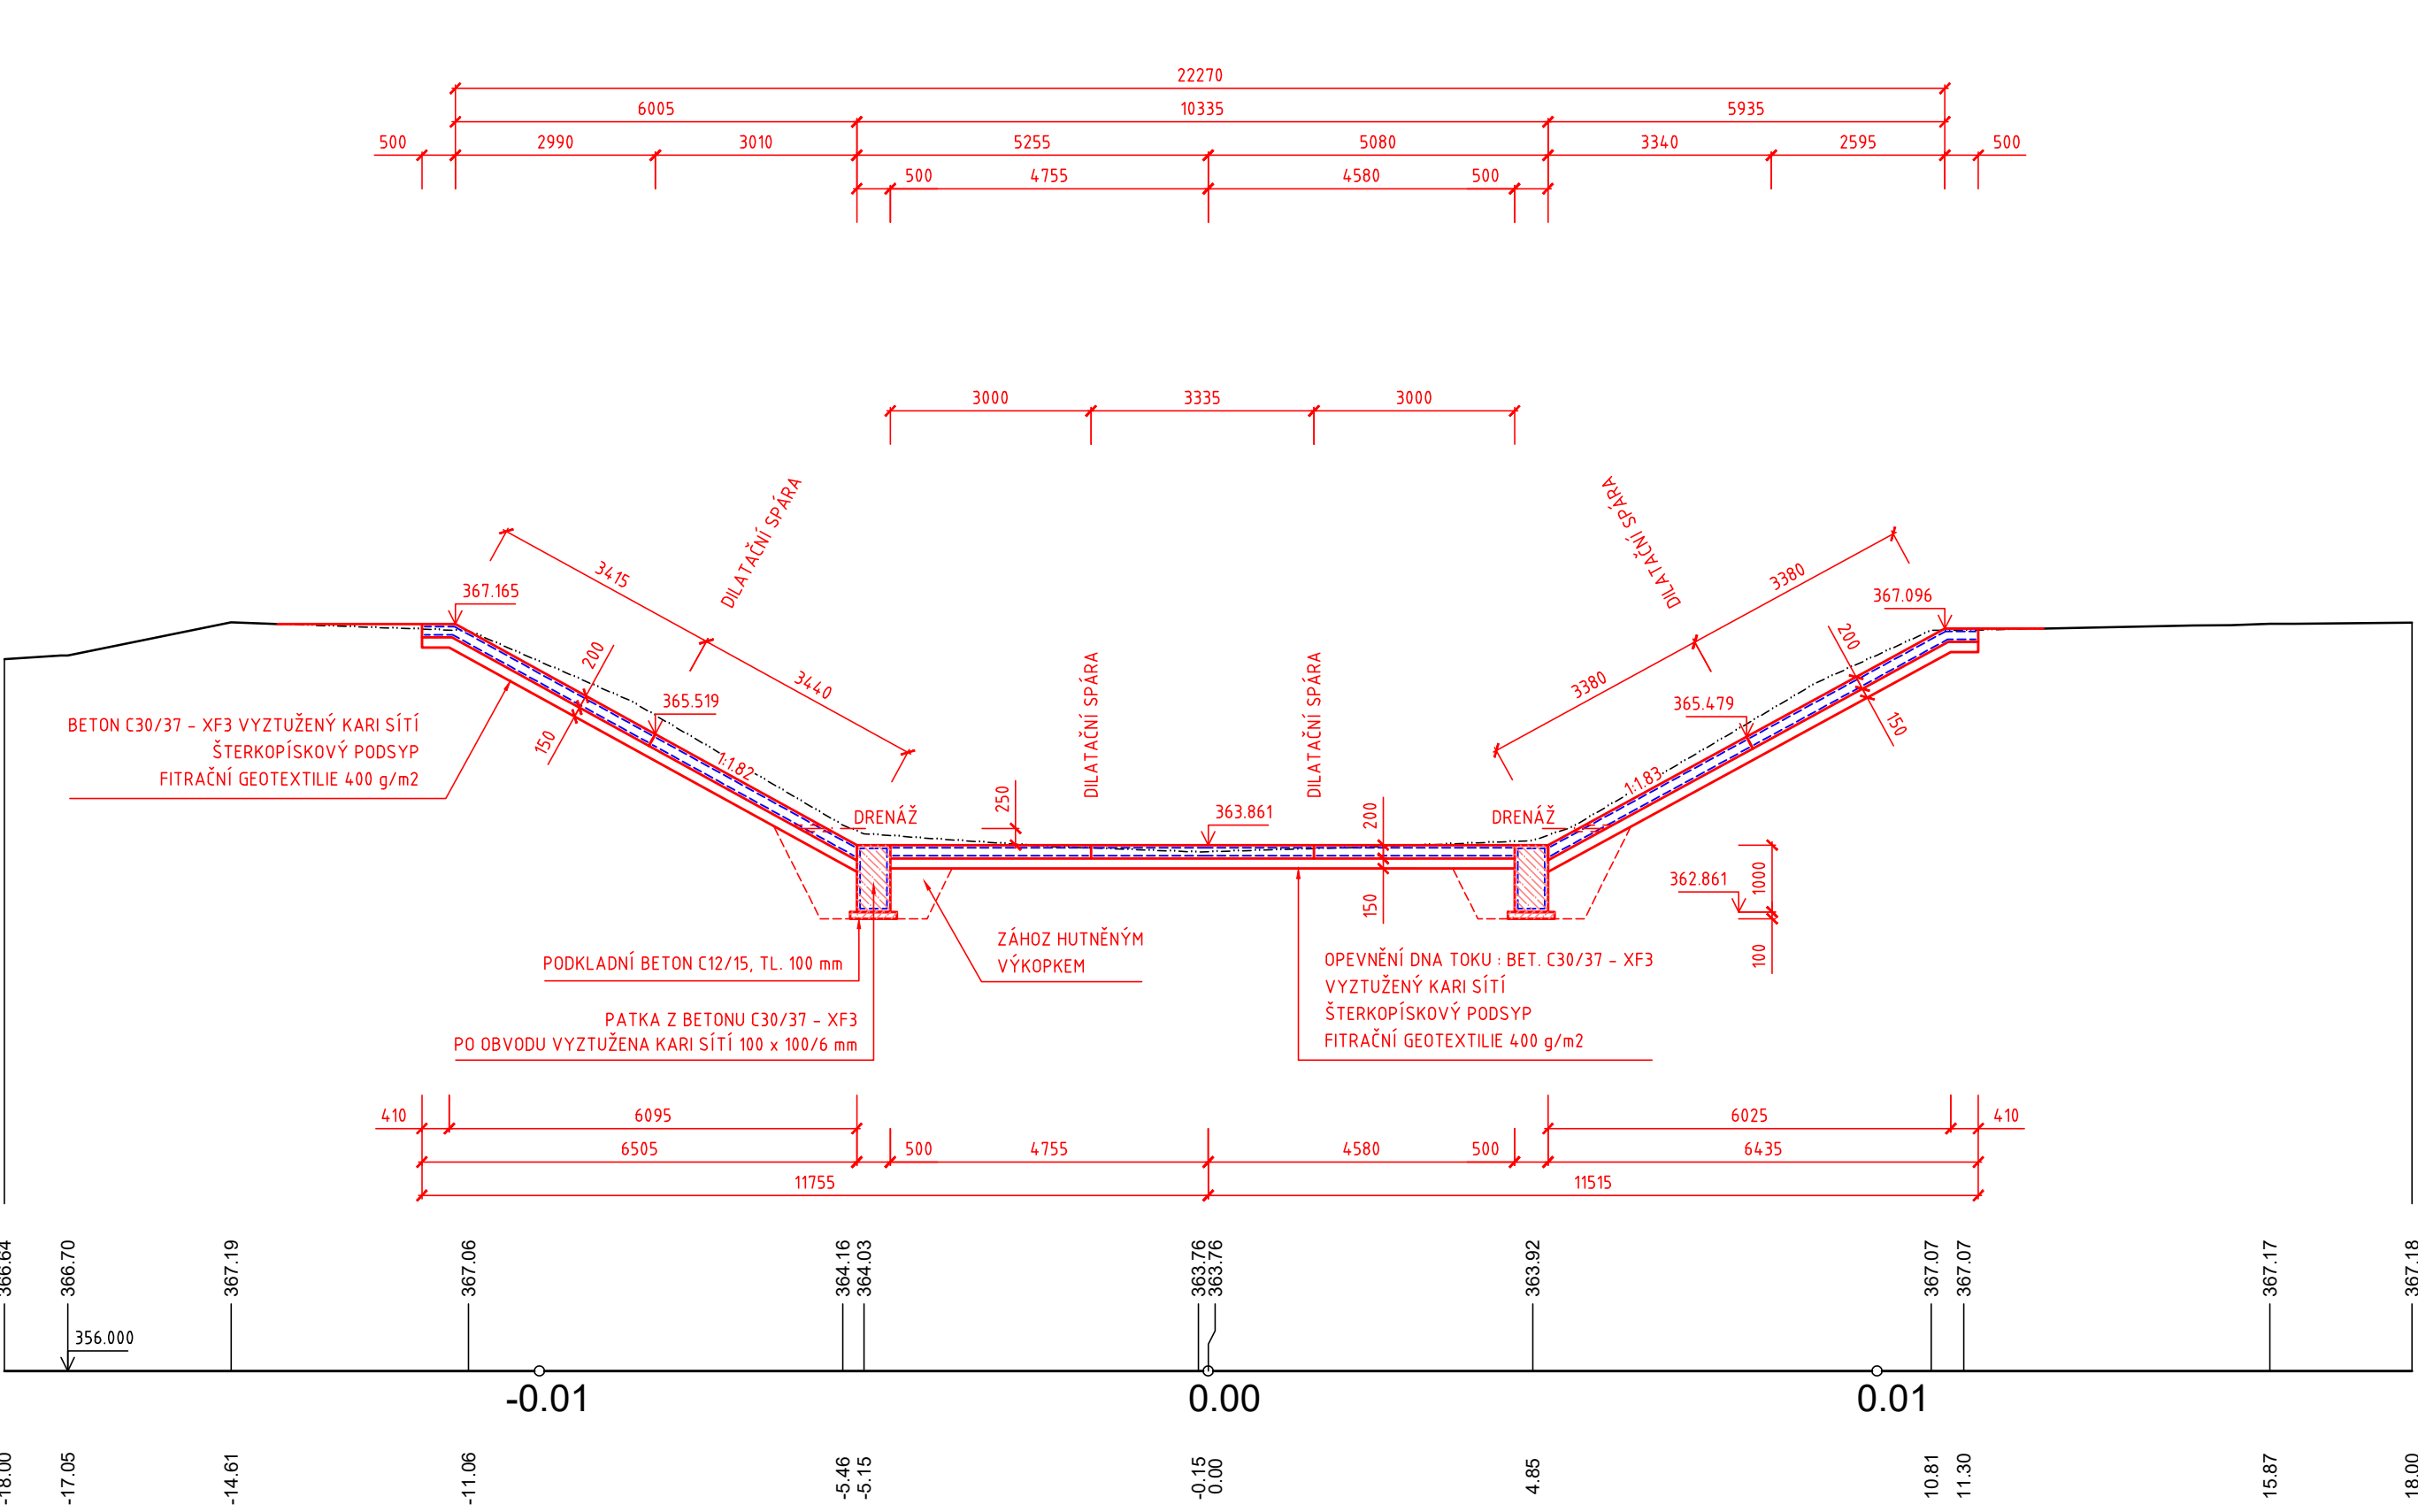 22270
6005 10335 5935
500 2990 3010 5255 5080 3340 2595 500
500 4755 4580 500
3000 3335 3000
DILATAČNÍ SPÁRA
DILATAČNÍ SPÁRA
3415
3440
3380
3380
367.165
367.096
200
150
365.519
365.479
200
150
1:1.82
1:1.83
BETON C30/37 - XF3 VYZTUŽENÝ KARI SÍTÍ
ŠTERKOPÍSKOVÝ PODSYP
FITRAČNÍ GEOTEXTILIE 400 g/m2
DILATAČNÍ SPÁRA
DILATAČNÍ SPÁRA
DRENÁŽ
250
363.861
200
150
DRENÁŽ
362.861
1000
100
ZÁHOZ HUTNĚNÝM
VÝKOPKEM
PODKLADNÍ BETON C12/15, TL. 100 mm
PATKA Z BETONU C30/37 - XF3
PO OBVODU VYZTUŽENA KARI SÍTÍ 100 x 100/6 mm
OPEVNĚNÍ DNA TOKU : BET. C30/37 - XF3
VYZTUŽENÝ KARI SÍTÍ
ŠTERKOPÍSKOVÝ PODSYP
FITRAČNÍ GEOTEXTILIE 400 g/m2
410 6095 6025 410
6505 500 4755 4580 500 6435
11755 11515
366.64 366.70 367.19 367.06 364.16 364.03 363.76 363.76 363.92 367.07 367.07 367.17 367.18
356.000
-0.01 0.00 0.01
-18.00 -17.05 -14.61 -11.06 -5.46 -5.15 -0.15 0.00 4.85 10.81 11.30 15.87 18.00